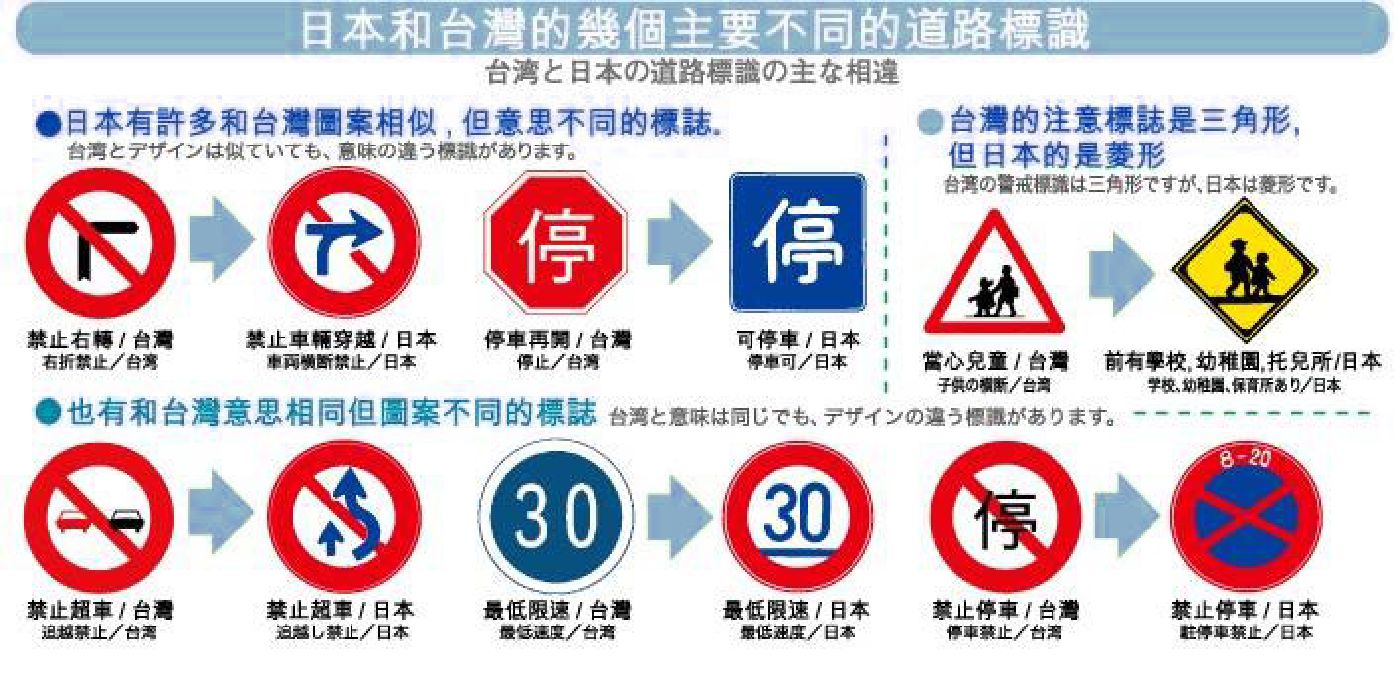 日本和台灣的幾個主要不同的道路標識
台湾と日本の道路標識の主な相違
●日本有許多和台灣圖案相似,但意思不同的標誌.
台湾とデザインは似ていても、意味の違う標識があります。
停
停
禁止右轉/台灣
右折禁止/台湾
禁止車輛穿越/日本
車両横断禁止/日本
停車再開/台灣
停止/台湾
可停車/日本
停車可/日本
●台灣的注意標誌是三角形,
但日本的是菱形
台湾の警戒標識は三角形ですが、日本は菱形です。
當心兒童/台灣
子供の横断/台湾
前有學校,幼稚園,托兒所/日本
学校、幼稚園、保育所あり/日本
●也有和台灣意思相同但圖案不同的標誌
台湾と意味は同じでも、デザインの違う標識があります。
30
30
停
8-20
禁止超車/台灣
追越禁止/台湾
禁止超車/日本
追越し禁止/日本
最低限速/台灣
最低速度/台湾
最低限速/日本
最低速度/日本
禁止停車/台灣
停車禁止/台湾
禁止停車/日本
駐停車禁止/日本